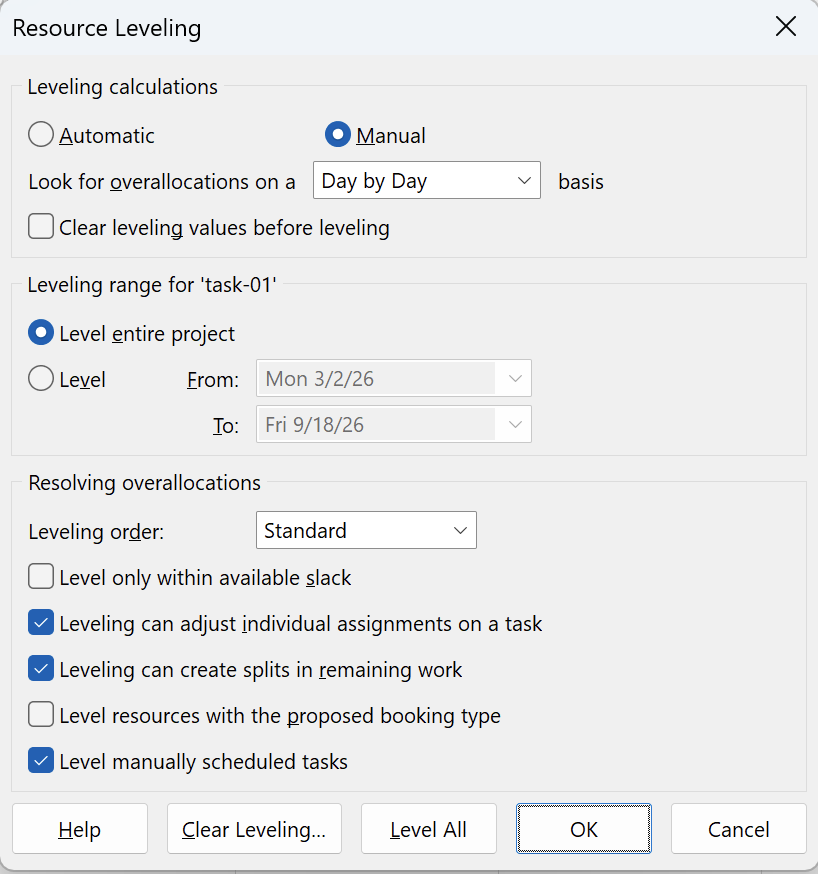 Resource Leveling
Leveling calculations
Automatic Manual
Look for overallocations on a Day by Day basis
Clear leveling values before leveling
Leveling range for 'task-01'
Level entire project
Level From: Mon 3/2/26
To: Fri 9/18/26
Resolving overallocations
Leveling order: Standard
Level only within available slack
Leveling can adjust individual assignments on a task
Leveling can create splits in remaining work
Level resources with the proposed booking type
Level manually scheduled tasks
Help Clear Leveling... Level All OK Cancel